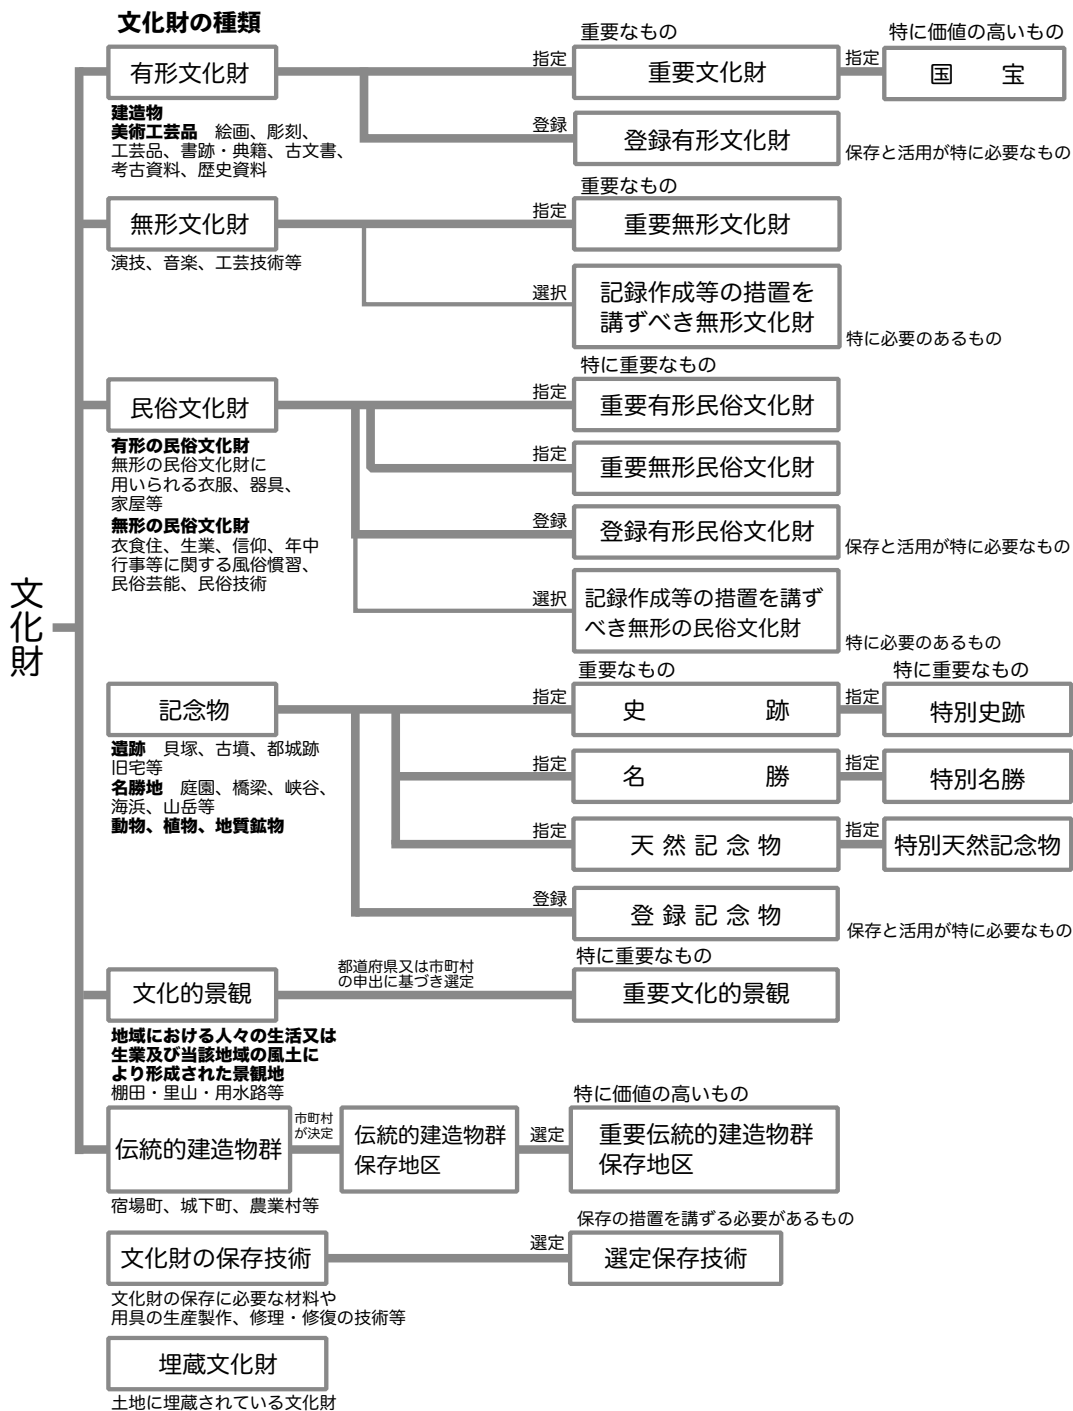 文化財の種類
文化財
重要なもの
特に価値の高いもの
有形文化財
指定
重要文化財
指定
国宝
建造物
美術工芸品　絵画、彫刻、
工芸品、書跡・典籍、古文書、
考古資料、歴史資料
登録
登録有形文化財
保存と活用が特に必要なもの
重要なもの
無形文化財
指定
重要無形文化財
演技、音楽、工芸技術等
選択
記録作成等の措置を
講ずべき無形文化財
特に必要のあるもの
特に重要なもの
民俗文化財
指定
重要有形民俗文化財
有形の民俗文化財
無形の民俗文化財に
用いられる衣服、器具、
家屋等
無形の民俗文化財
衣食住、生業、信仰、年中
行事等に関する風俗慣習、
民俗芸能、民俗技術
指定
重要無形民俗文化財
登録
登録有形民俗文化財
保存と活用が特に必要なもの
選択
記録作成等の措置を講ず
べき無形の民俗文化財
特に必要のあるもの
重要なもの
特に重要なもの
記念物
指定
史跡
指定
特別史跡
遺跡　貝塚、古墳、都城跡
旧宅等
名勝地　庭園、橋梁、峡谷、
海浜、山岳等
動物、植物、地質鉱物
指定
名勝
指定
特別名勝
指定
天然記念物
指定
特別天然記念物
登録
登録記念物
保存と活用が特に必要なもの
特に重要なもの
文化的景観
都道府県又は市町村
の申出に基づき選定
重要文化的景観
地域における人々の生活又は
生業及び当該地域の風土に
より形成された景観地
棚田・里山・用水路等
特に価値の高いもの
伝統的建造物群
市町村
が決定
伝統的建造物群
保存地区
選定
重要伝統的建造物群
保存地区
宿場町、城下町、農業村等
保存の措置を講ずる必要があるもの
文化財の保存技術
選定
選定保存技術
文化財の保存に必要な材料や
用具の生産製作、修理・修復の技術等
埋蔵文化財
土地に埋蔵されている文化財